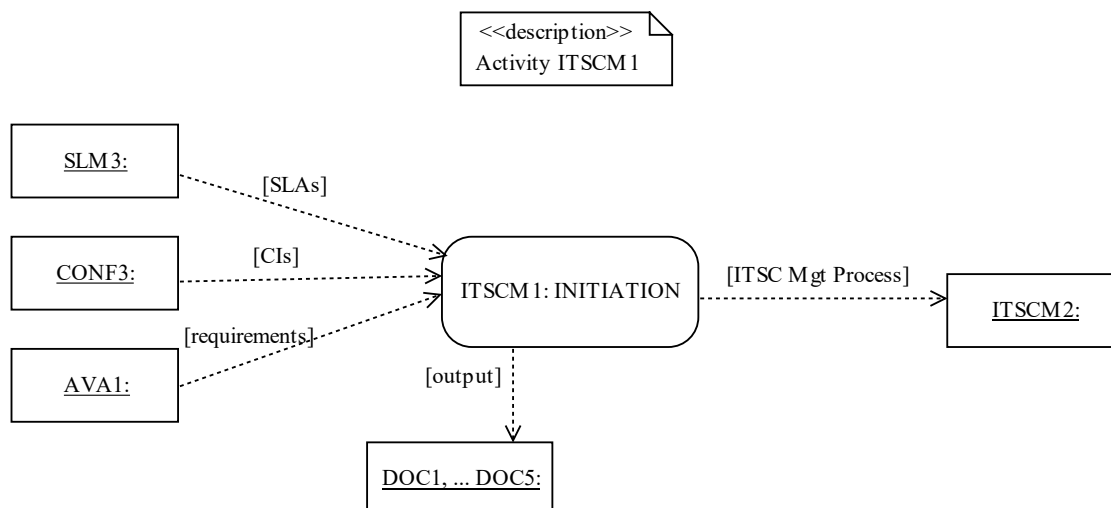 <<description>>
Activity ITSCM1
SLM3:
[SLAs]
CONF3:
[CIs]
ITSCM1: INITIATION
[ITSC Mgt Process]
ITSCM2:
[requirements]
AVA1:
[output]
DOC1, ... DOC5: